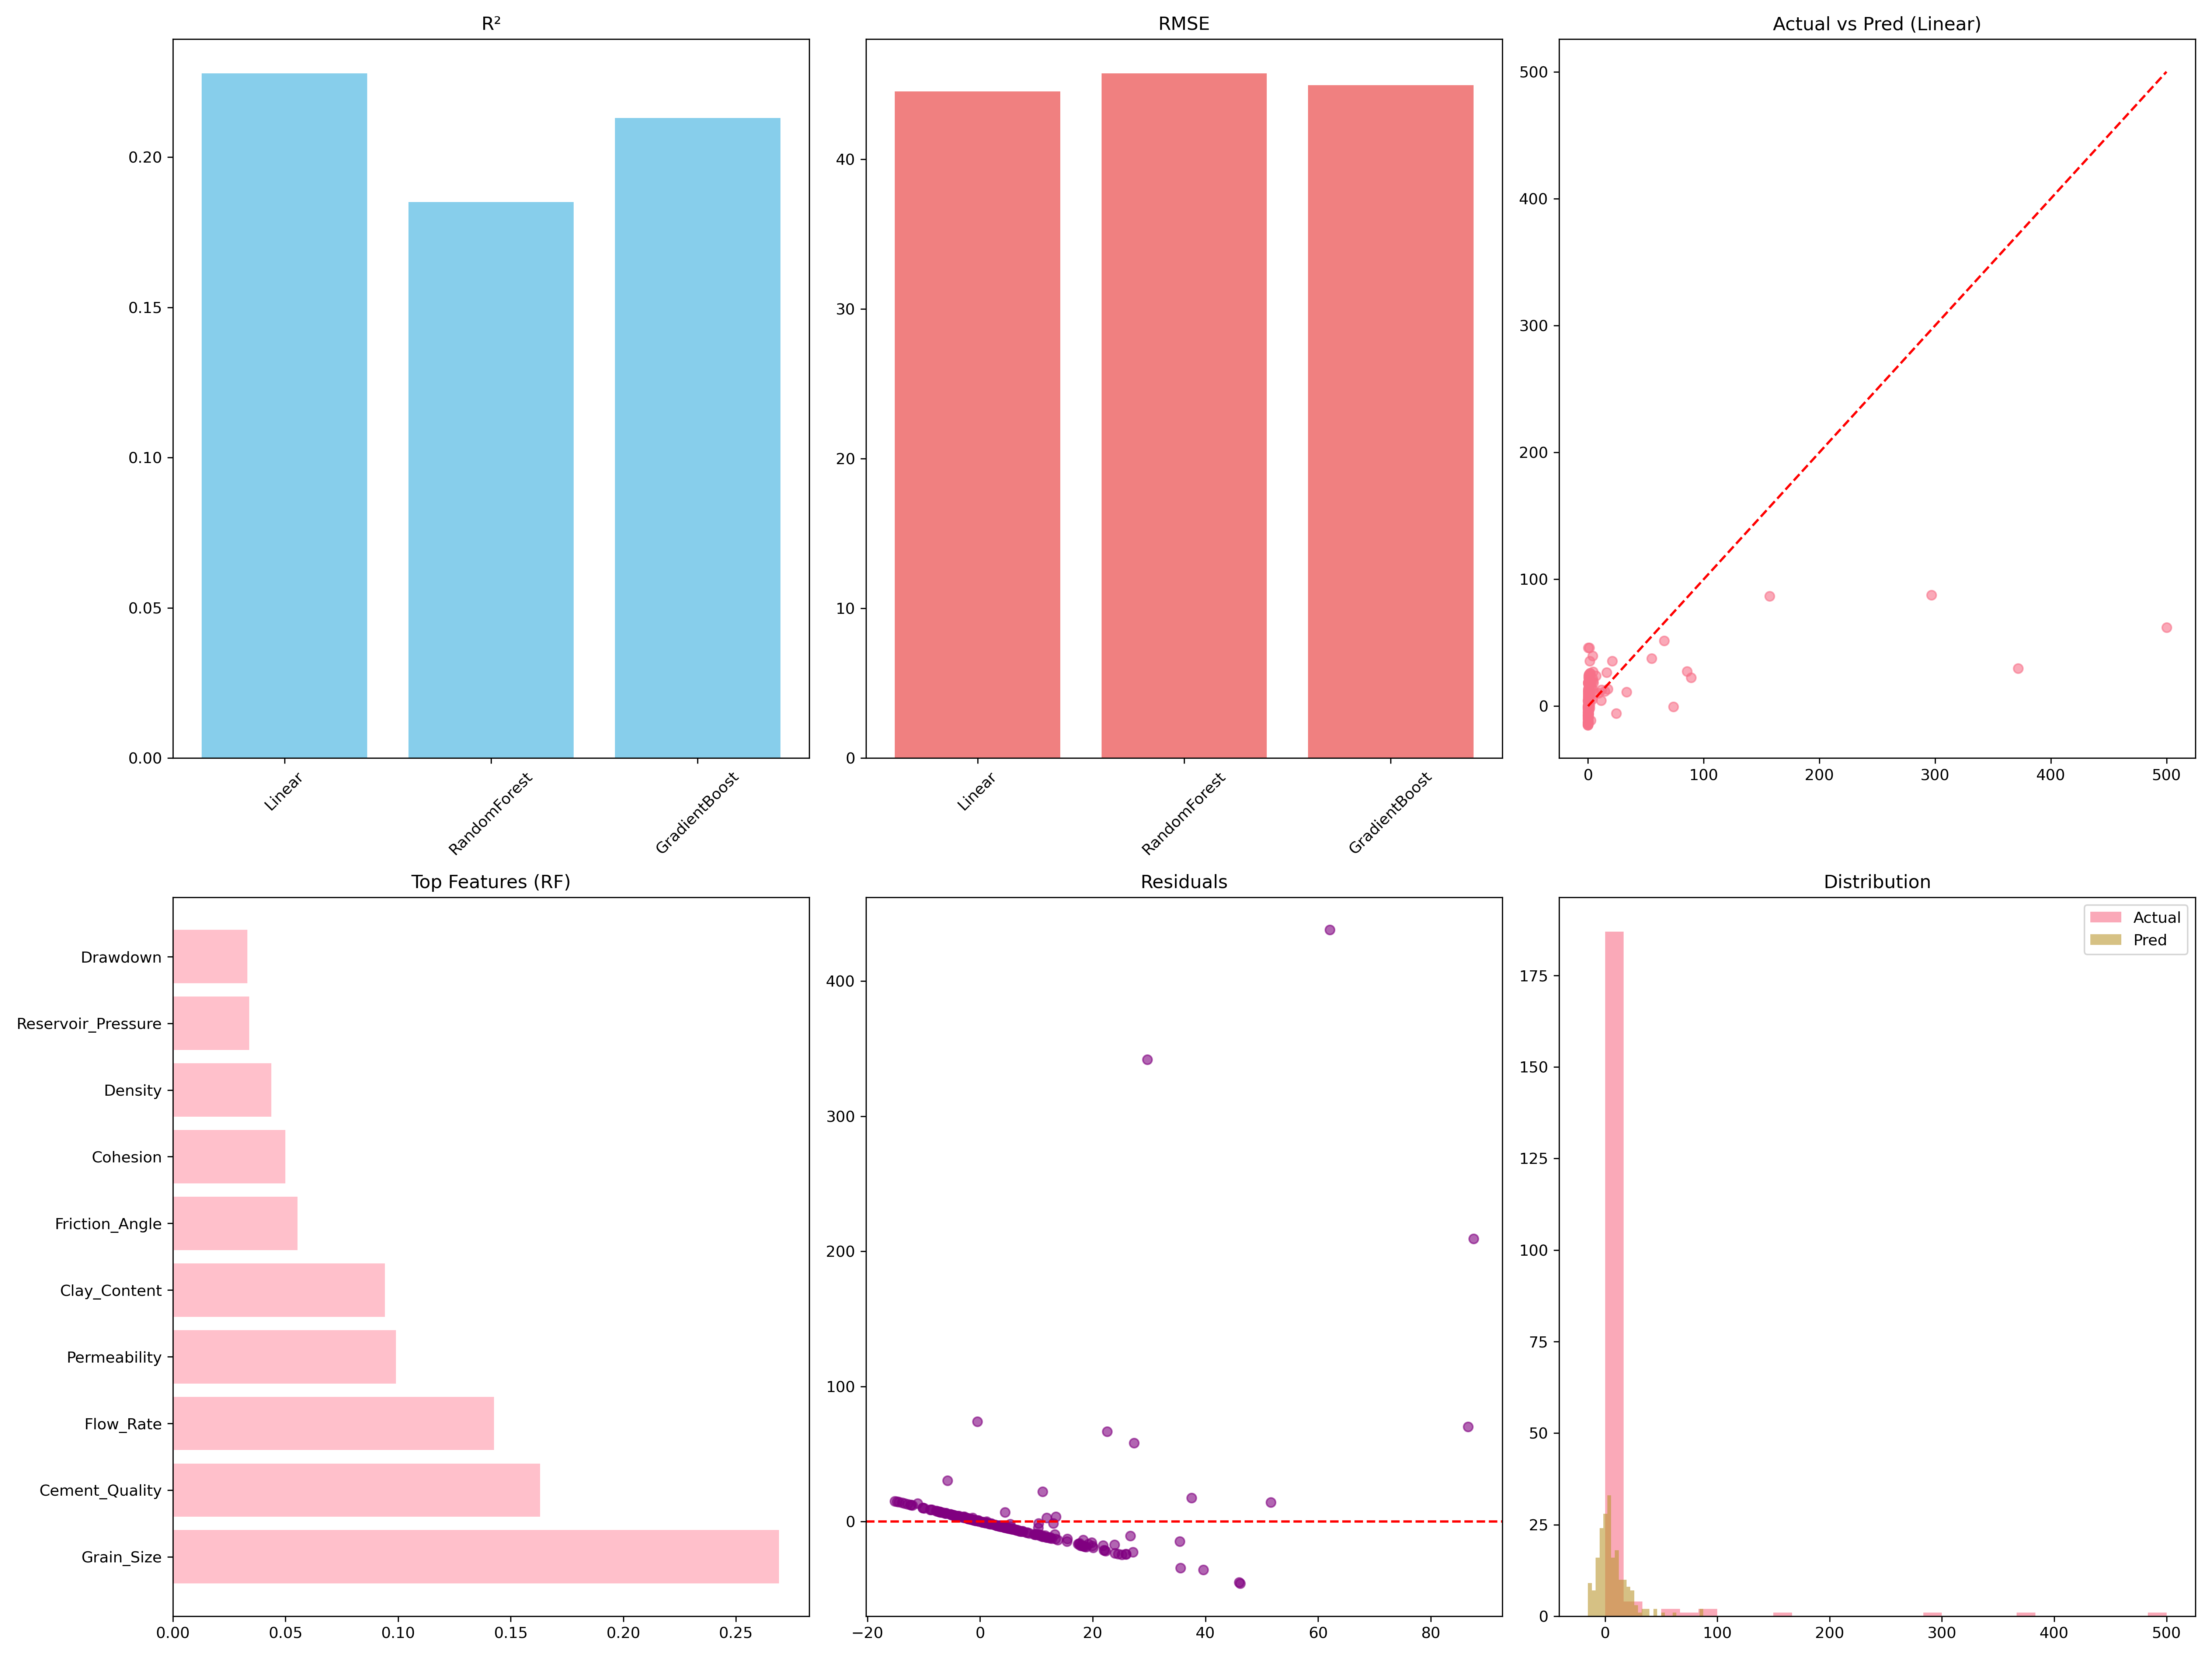 R²
0.20
0.15
0.10
0.05
0.00
Linear
RandomForest
GradientBoost
RMSE
40
30
20
10
0
Linear
RandomForest
GradientBoost
Actual vs Pred (Linear)
500
400
300
200
100
0
0 100 200 300 400 500
Top Features (RF)
Drawdown
Reservoir_Pressure
Density
Cohesion
Friction_Angle
Clay_Content
Permeability
Flow_Rate
Cement_Quality
Grain_Size
0.00 0.05 0.10 0.15 0.20 0.25
Residuals
400
300
200
100
0
−20 0 20 40 60 80
Distribution
Actual
Pred
175
150
125
100
75
50
25
0
0 100 200 300 400 500